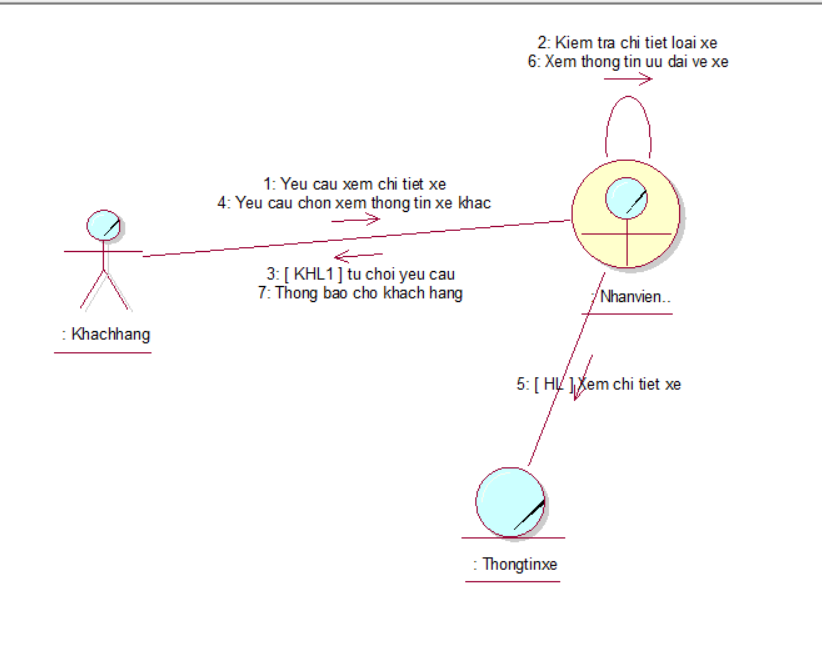 2: Kiem tra chi tiet loai xe
6: Xem thong tin uu dai ve xe
1: Yeu cau xem chi tiet xe
4: Yeu cau chon xem thong tin xe khac
3: [ KHL1 ] tu choi yeu cau
7: Thong bao cho khach hang
: Nhanvien..
: Khachhang
5: [ HL ] Xem chi tiet xe
: Thongtinxe